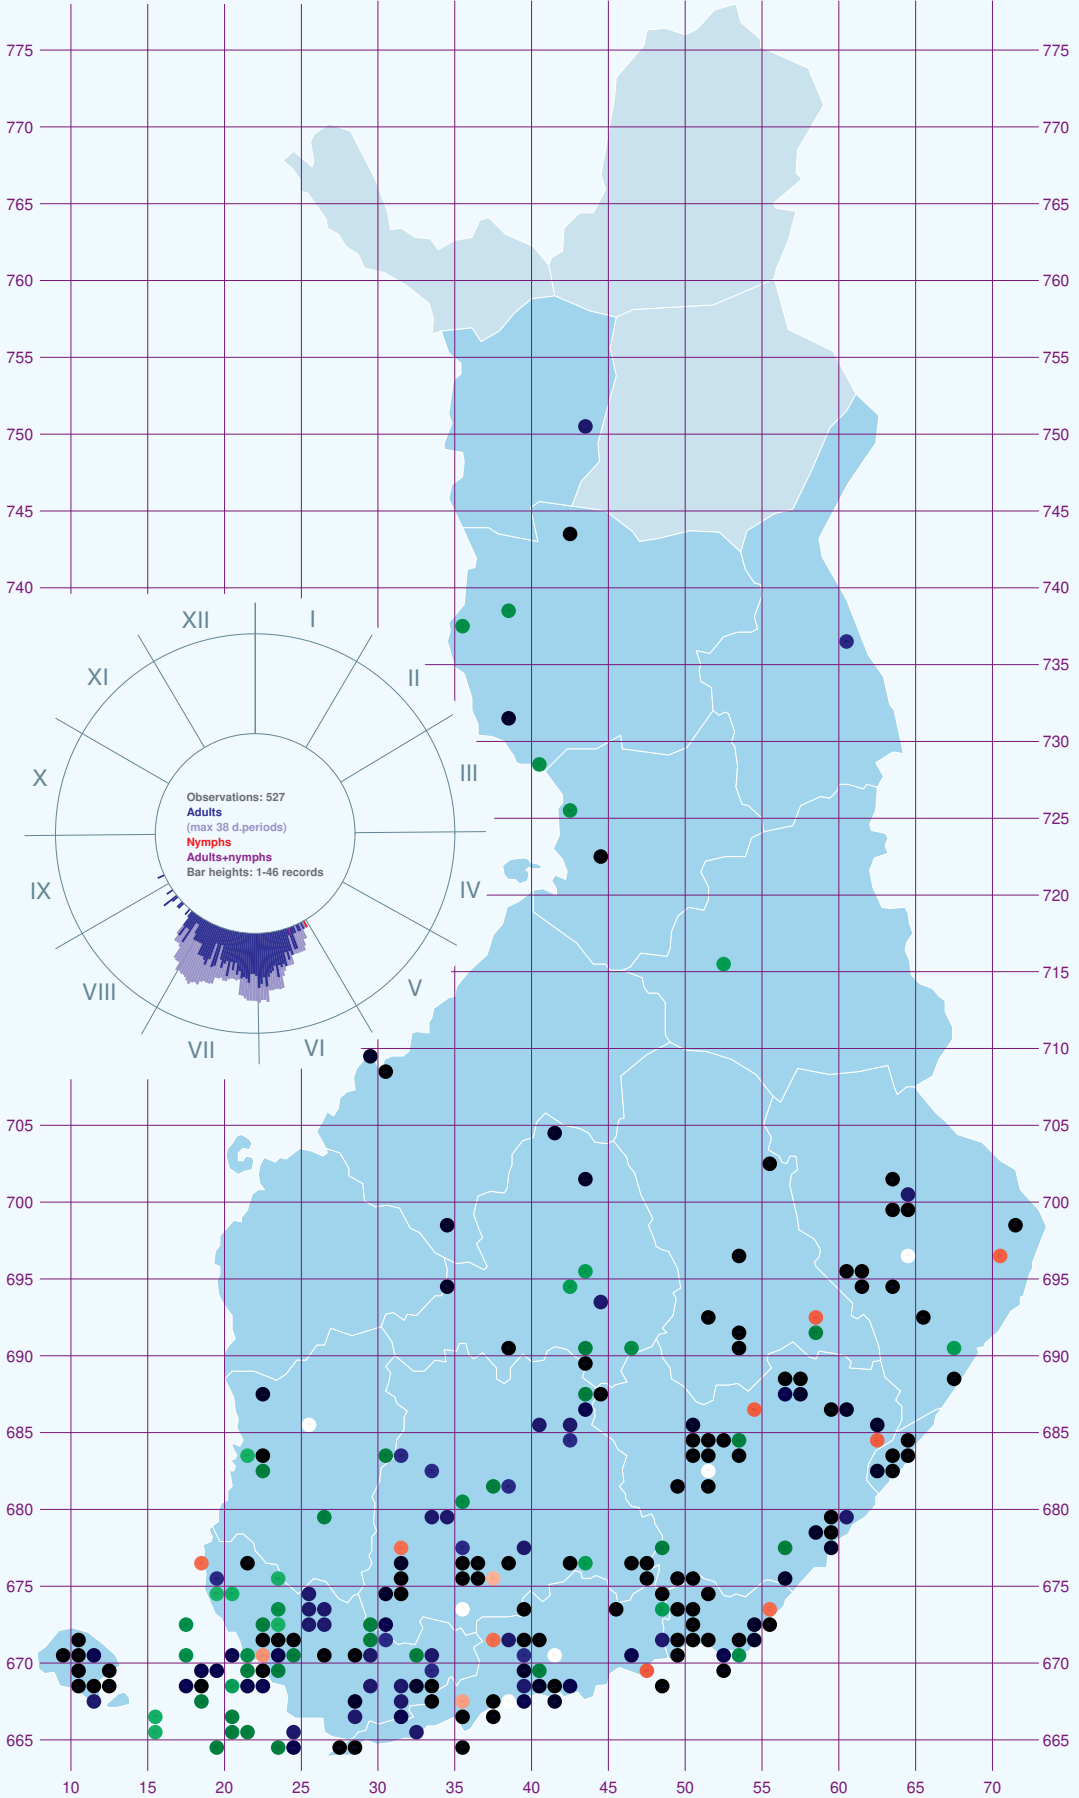 775 775
770 770
765 765
760 760
755 755
750 750
745 745
740 740
XII I
735 735
XI II
730 730
X III
Observations: 527
Adults
(max 38 d.periods)
Nymphs
Adults+nymphs
Bar heights: 1-46 records
725 725
IX IV
720 720
VIII V
715 715
VII VI
710 710
705 705
700 700
695 695
690 690
685 685
680 680
675 675
670 670
665 665
10 15 20 25 30 35 40 45 50 55 60 65 70